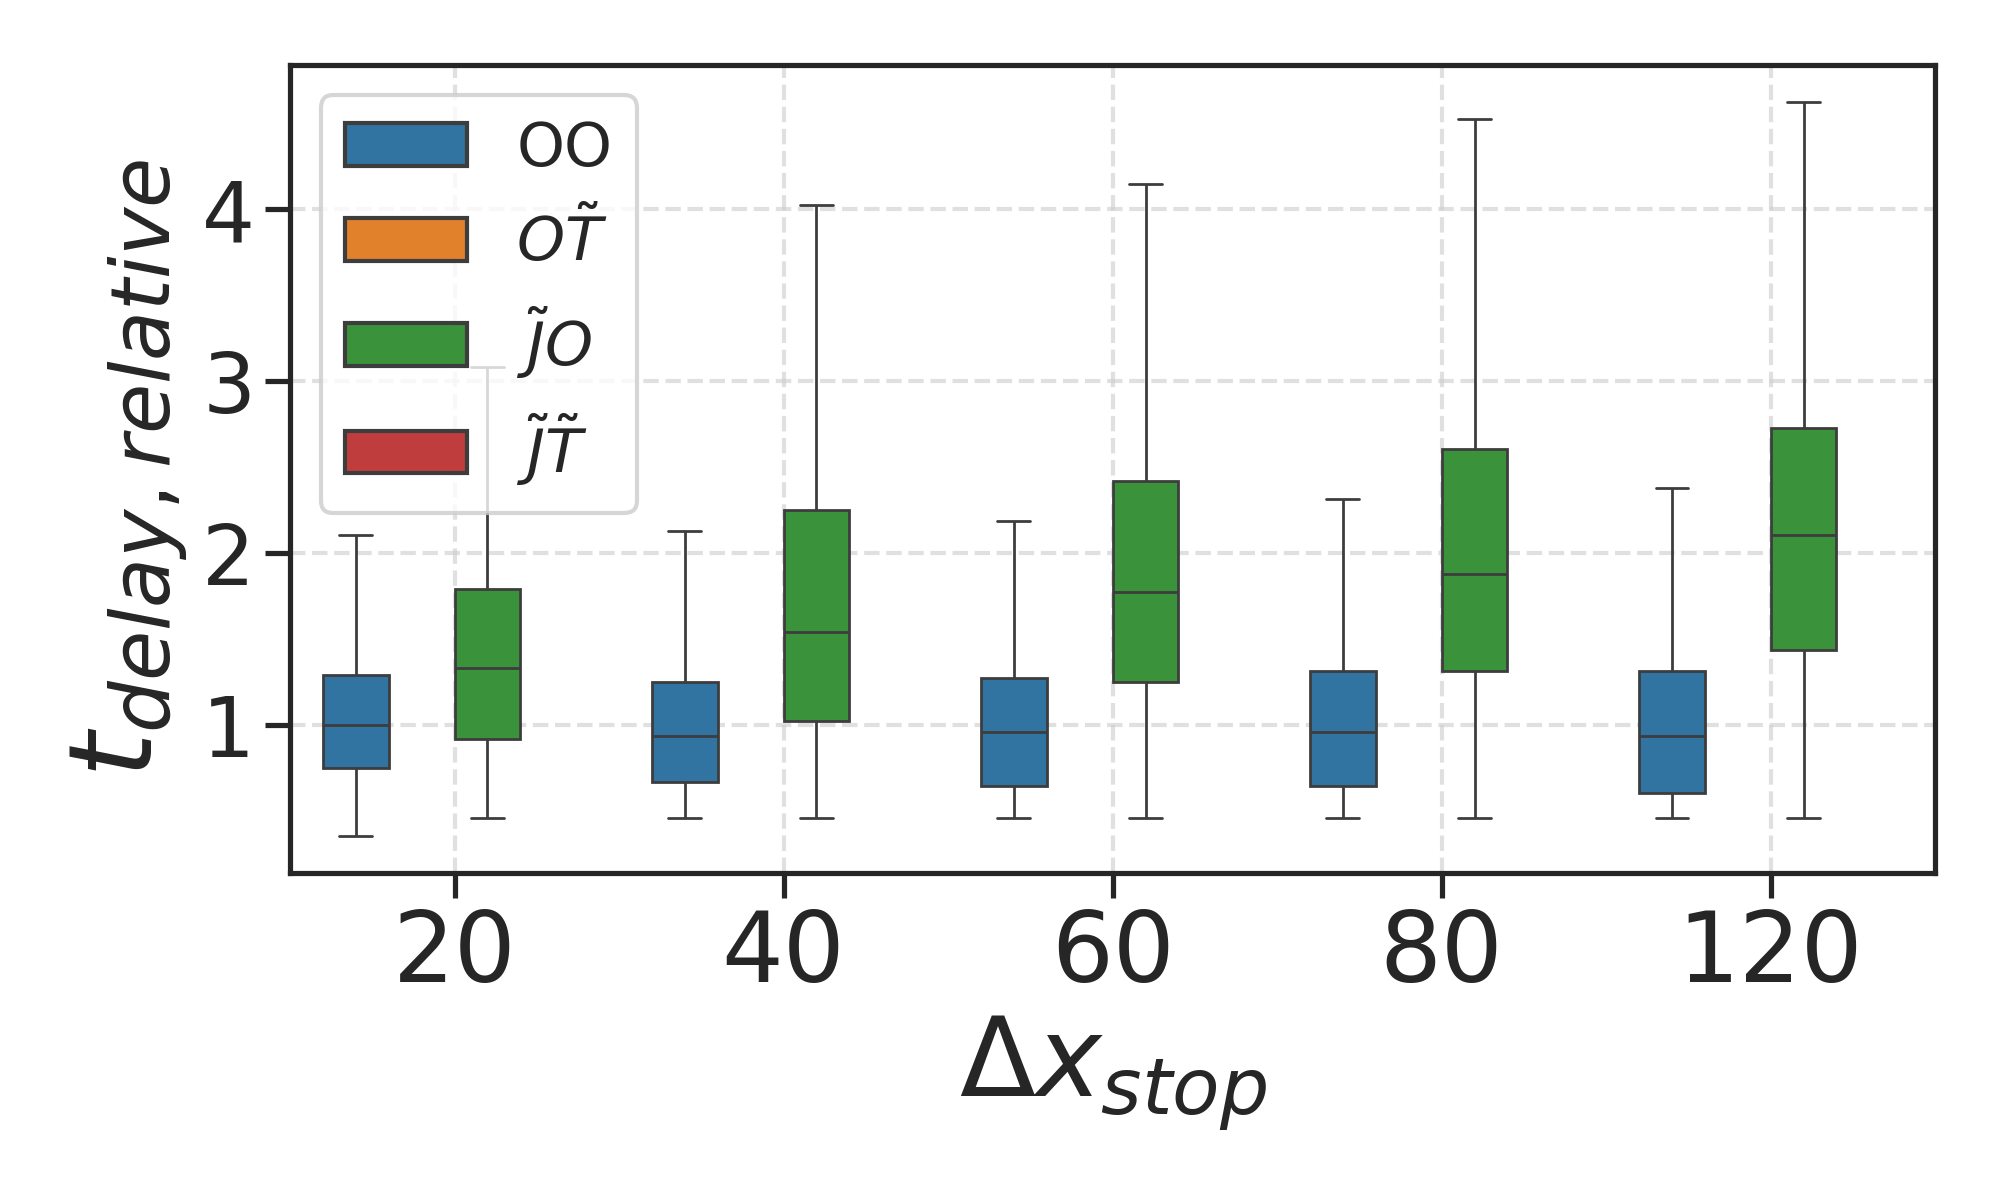 OO
OT̃
J̃O
J̃T̃
t_delay, relative
4
3
2
1
20 40 60 80 120
Δx_stop